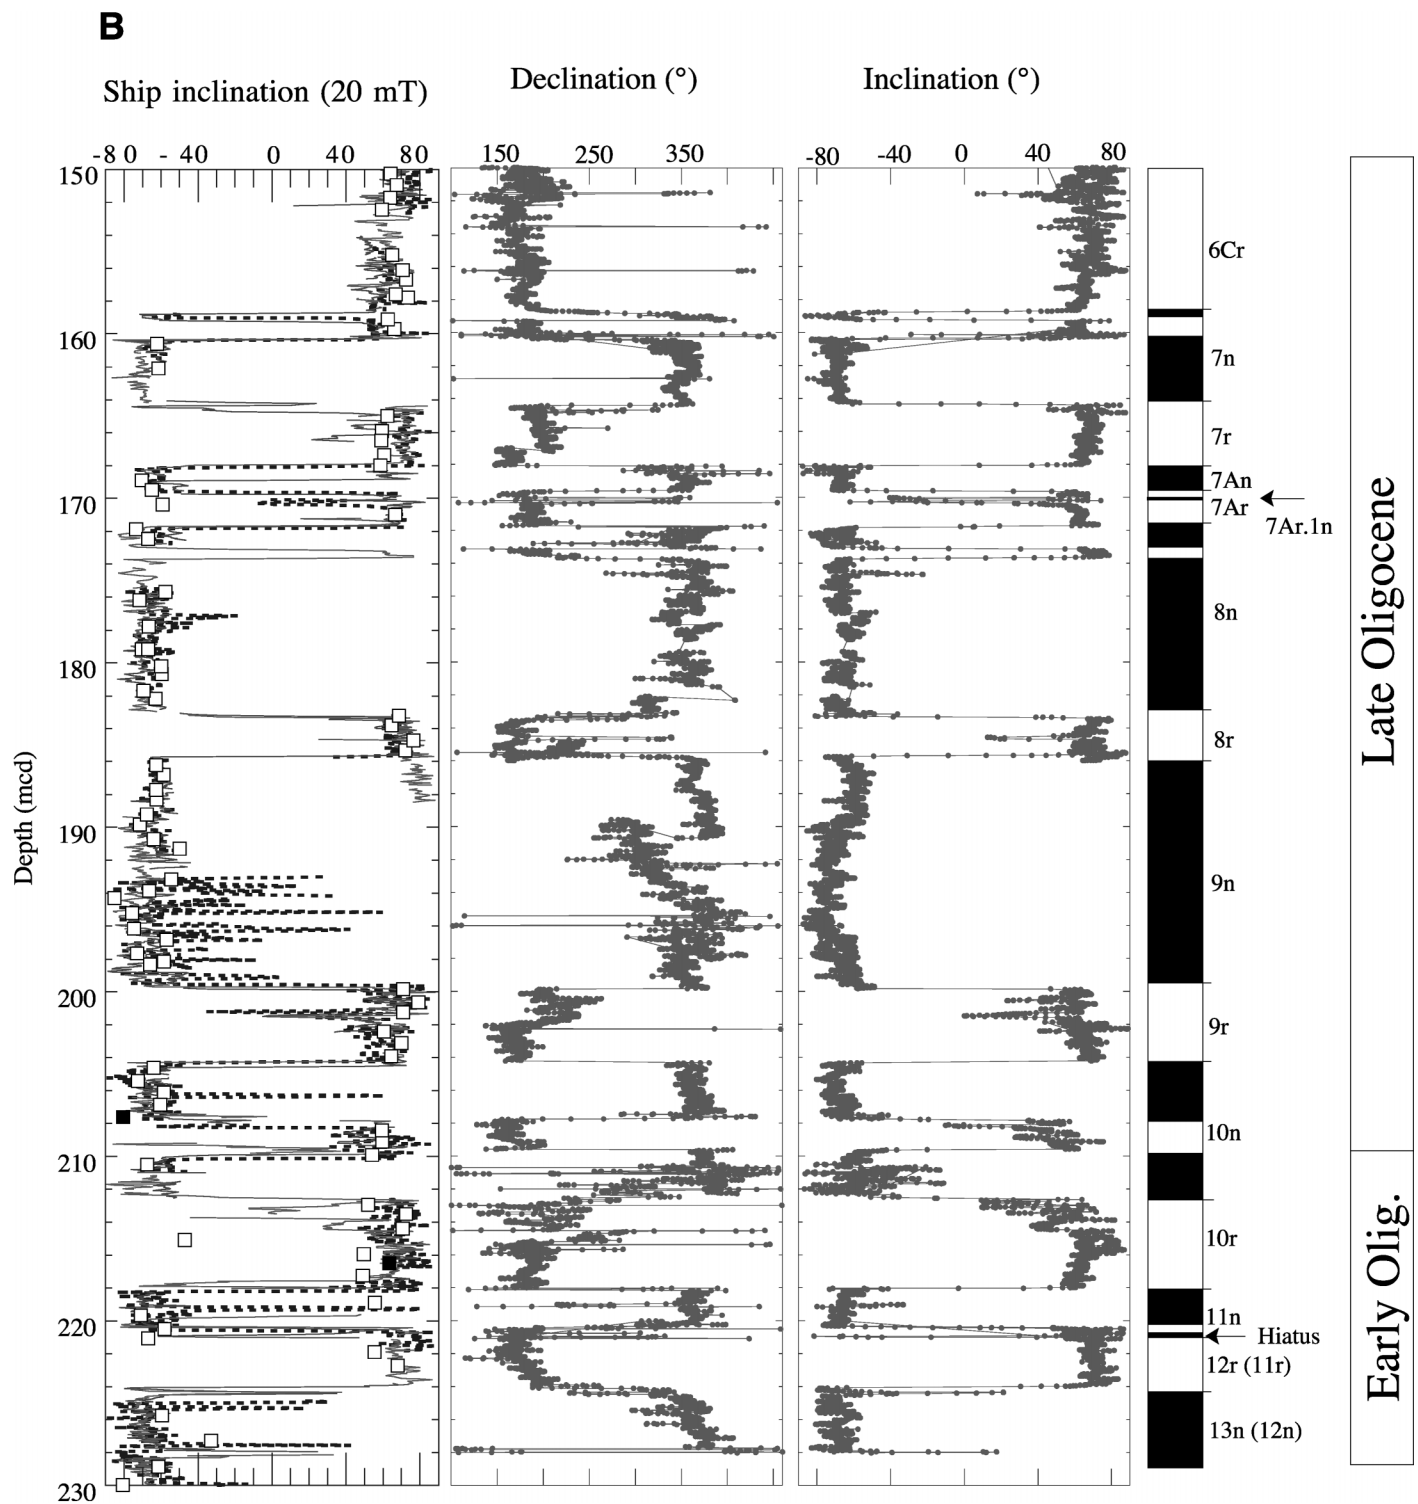 B
Ship inclination (20 mT)
Declination (°)
Inclination (°)
-8 0 - 40 0 40 80
150 250 350
-80 -40 0 40 80
150
160
170
180
190
200
210
220
230
Depth (mcd)
6Cr
7n
7r
7An
7Ar
7Ar.1n
8n
8r
9n
9r
10n
10r
11n
Hiatus
12r (11r)
13n (12n)
Late Oligocene
Early Olig.